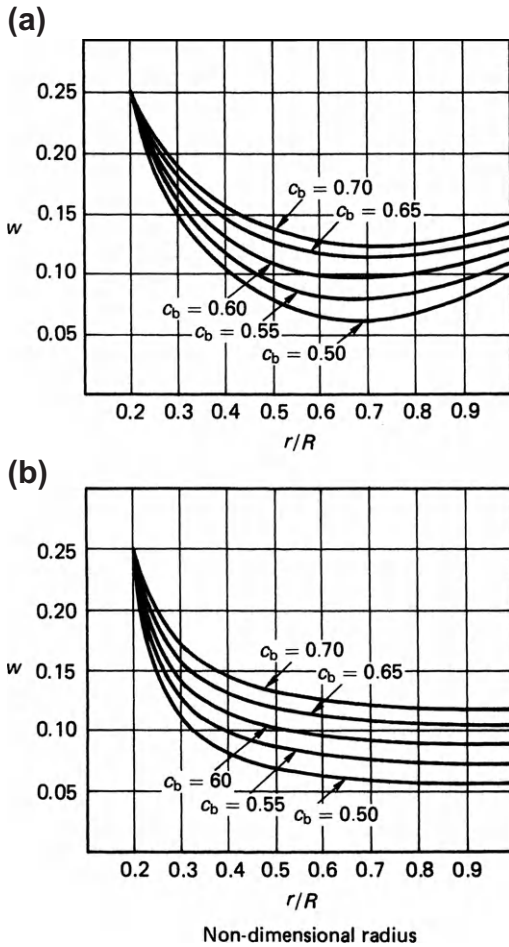 (a)
0.25
0.20
w
0.15
0.10
0.05
c_b = 0.70
c_b = 0.65
c_b = 0.60
c_b = 0.55
c_b = 0.50
0.2 0.3 0.4 0.5 0.6 0.7 0.8 0.9
r/R
(b)
0.25
0.20
w
0.15
0.10
0.05
c_b = 0.70
c_b = 0.65
c_b = 60
c_b = 0.55
c_b = 0.50
0.2 0.3 0.4 0.5 0.6 0.7 0.8 0.9
r/R
Non-dimensional radius